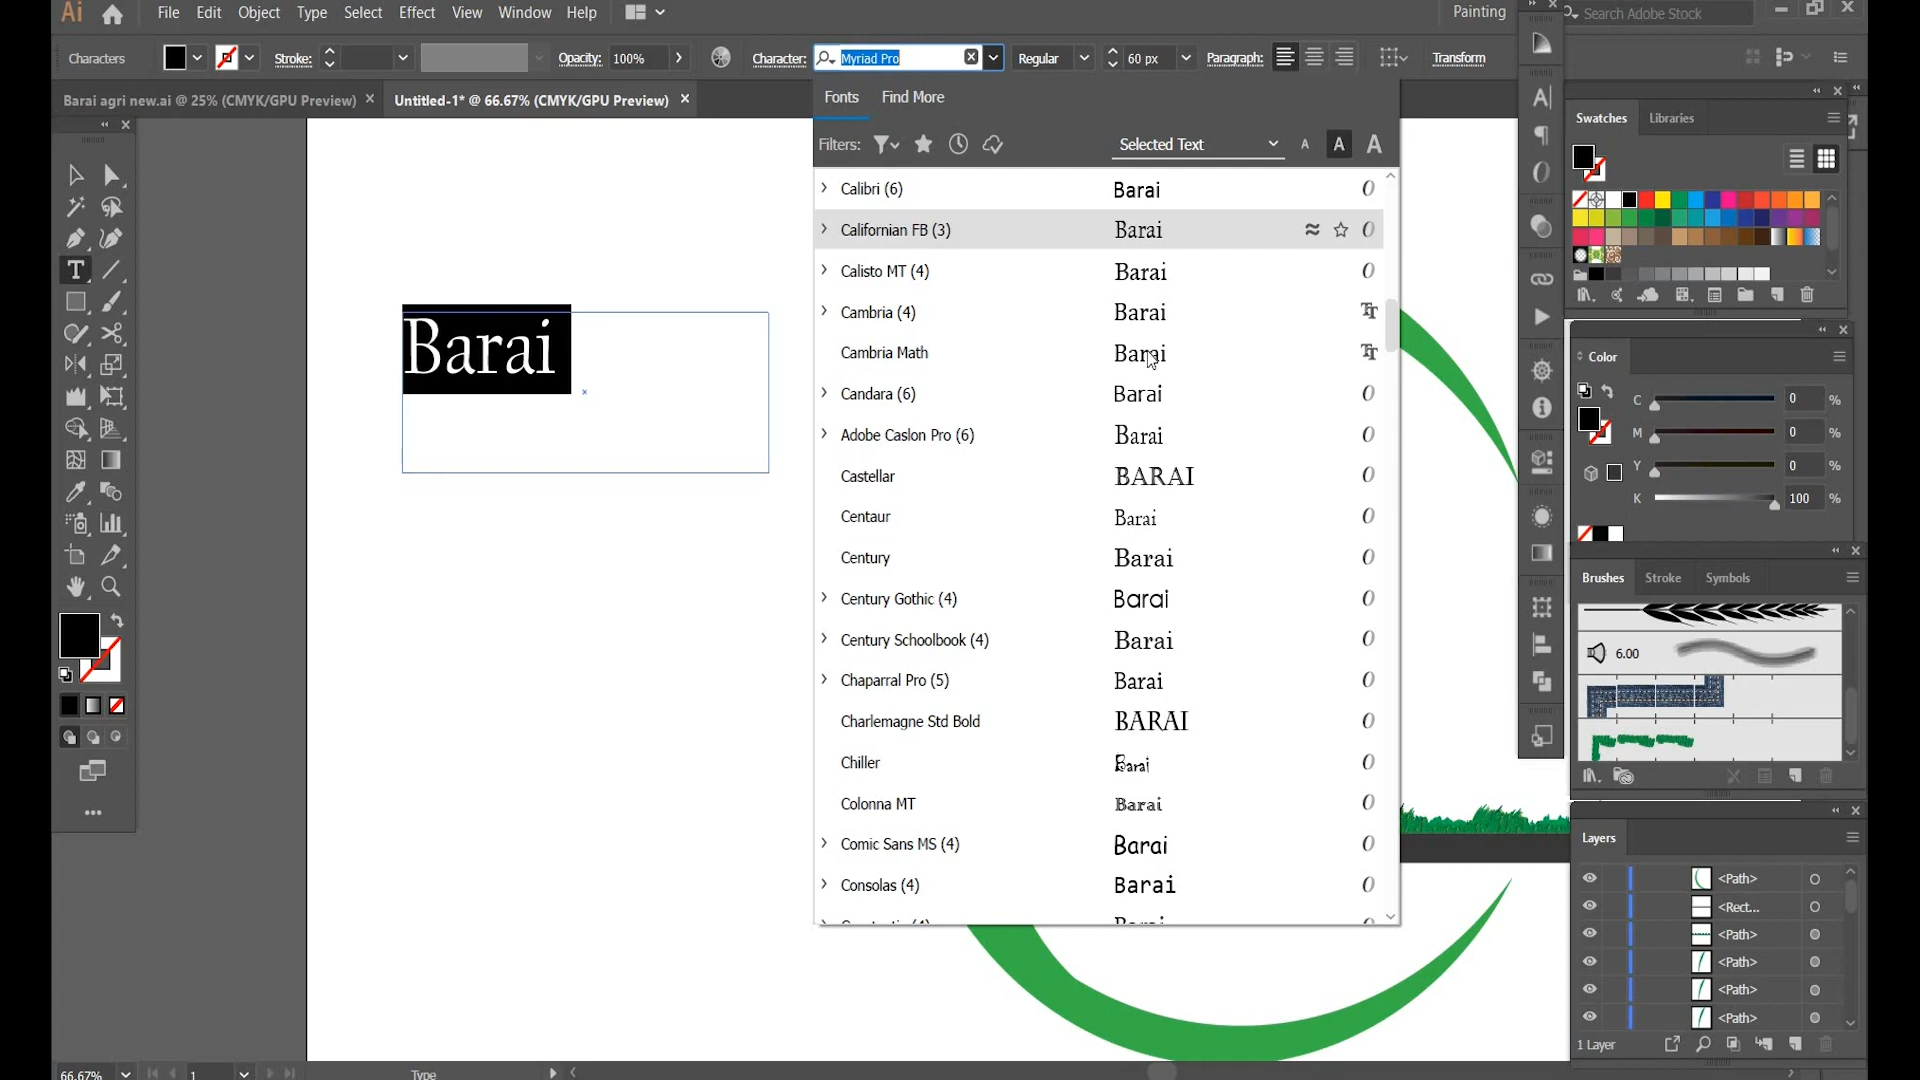 Ai File Edit Object Type Select Effect View Window Help Painting Search Adobe Stock
Characters Stroke: Opacity: 100% Character: Myriad Pro Regular 60 px Paragraph: Transform
Barai agri new.ai @ 25% (CMYK/GPU Preview) Untitled-1* @ 66.67% (CMYK/GPU Preview)
Fonts Find More
Filters: Selected Text A A A
Calibri (6) Barai
Californian FB (3) Barai
Calisto MT (4) Barai
Cambria (4) Barai
Cambria Math Barai
Candara (6) Barai
Adobe Caslon Pro (6) Barai
Castellar BARAI
Centaur Barai
Century Barai
Century Gothic (4) Barai
Century Schoolbook (4) Barai
Chaparral Pro (5) Barai
Charlemagne Std Bold BARAI
Chiller Barai
Colonna MT Barai
Comic Sans MS (4) Barai
Consolas (4) Barai
Barai
Swatches Libraries
Color
C 0 %
M 0 %
Y 0 %
K 100 %
Brushes Stroke Symbols
6.00
Layers
<Path>
<Rect...
<Path>
<Path>
<Path>
<Path>
1 Layer
66.67% 1 Type